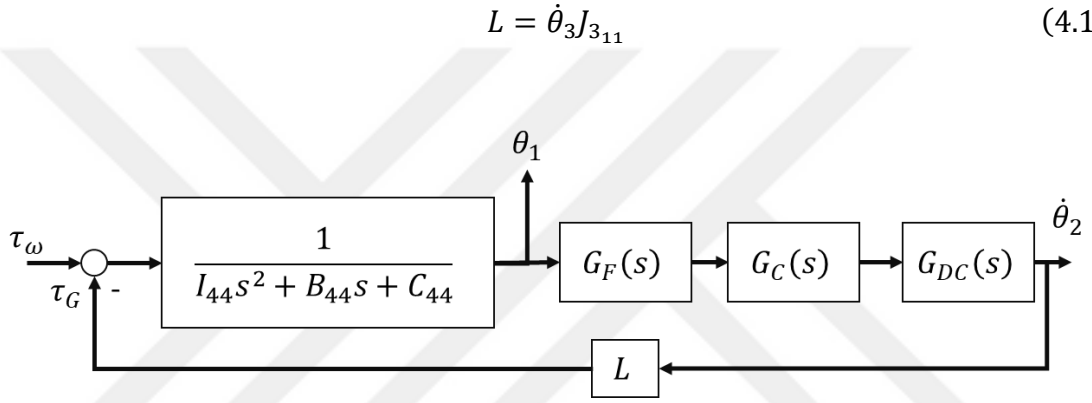 L = θ̇₃J₃₁₁ (4.1
θ₁
θ̇₂
τ_ω
1
I₄₄s² + B₄₄s + C₄₄
G_F(s)
G_C(s)
G_DC(s)
τ_G
-
L